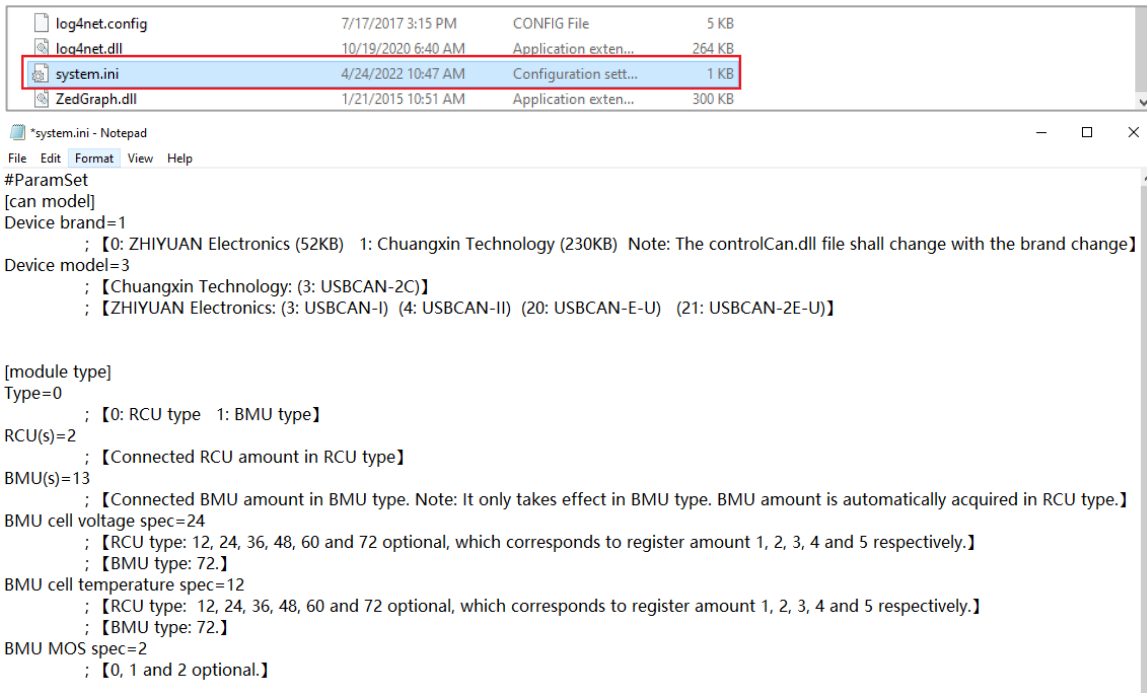 log4net.config 7/17/2017 3:15 PM CONFIG File 5 KB
log4net.dll 10/19/2020 6:40 AM Application exten... 264 KB
system.ini 4/24/2022 10:47 AM Configuration sett... 1 KB
ZedGraph.dll 1/21/2015 10:51 AM Application exten... 300 KB
*system.ini - Notepad
File Edit Format View Help
#ParamSet
[can model]
Device brand=1
; 【0: ZHIYUAN Electronics (52KB) 1: Chuangxin Technology (230KB) Note: The controlCan.dll file shall change with the brand change】
Device model=3
; 【Chuangxin Technology: (3: USBCAN-2C)】
; 【ZHIYUAN Electronics: (3: USBCAN-I) (4: USBCAN-II) (20: USBCAN-E-U) (21: USBCAN-2E-U)】
[module type]
Type=0
; 【0: RCU type 1: BMU type】
RCU(s)=2
; 【Connected RCU amount in RCU type】
BMU(s)=13
; 【Connected BMU amount in BMU type. Note: It only takes effect in BMU type. BMU amount is automatically acquired in RCU type.】
BMU cell voltage spec=24
; 【RCU type: 12, 24, 36, 48, 60 and 72 optional, which corresponds to register amount 1, 2, 3, 4 and 5 respectively.】
; 【BMU type: 72.】
BMU cell temperature spec=12
; 【RCU type: 12, 24, 36, 48, 60 and 72 optional, which corresponds to register amount 1, 2, 3, 4 and 5 respectively.】
; 【BMU type: 72.】
BMU MOS spec=2
; 【0, 1 and 2 optional.】